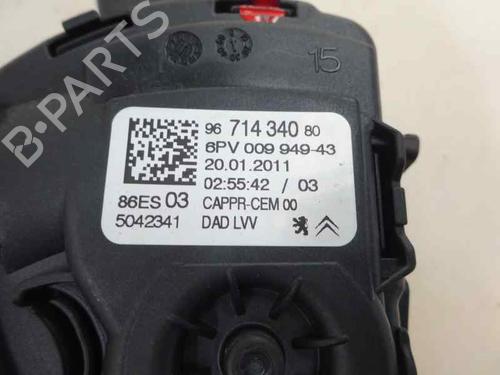 15
96 714 340 80
6PV 009 949-43
20.01.2011
02:55:42 / 03
86ES 03 CAPPR-CEM 00
5042341 DAD LVV